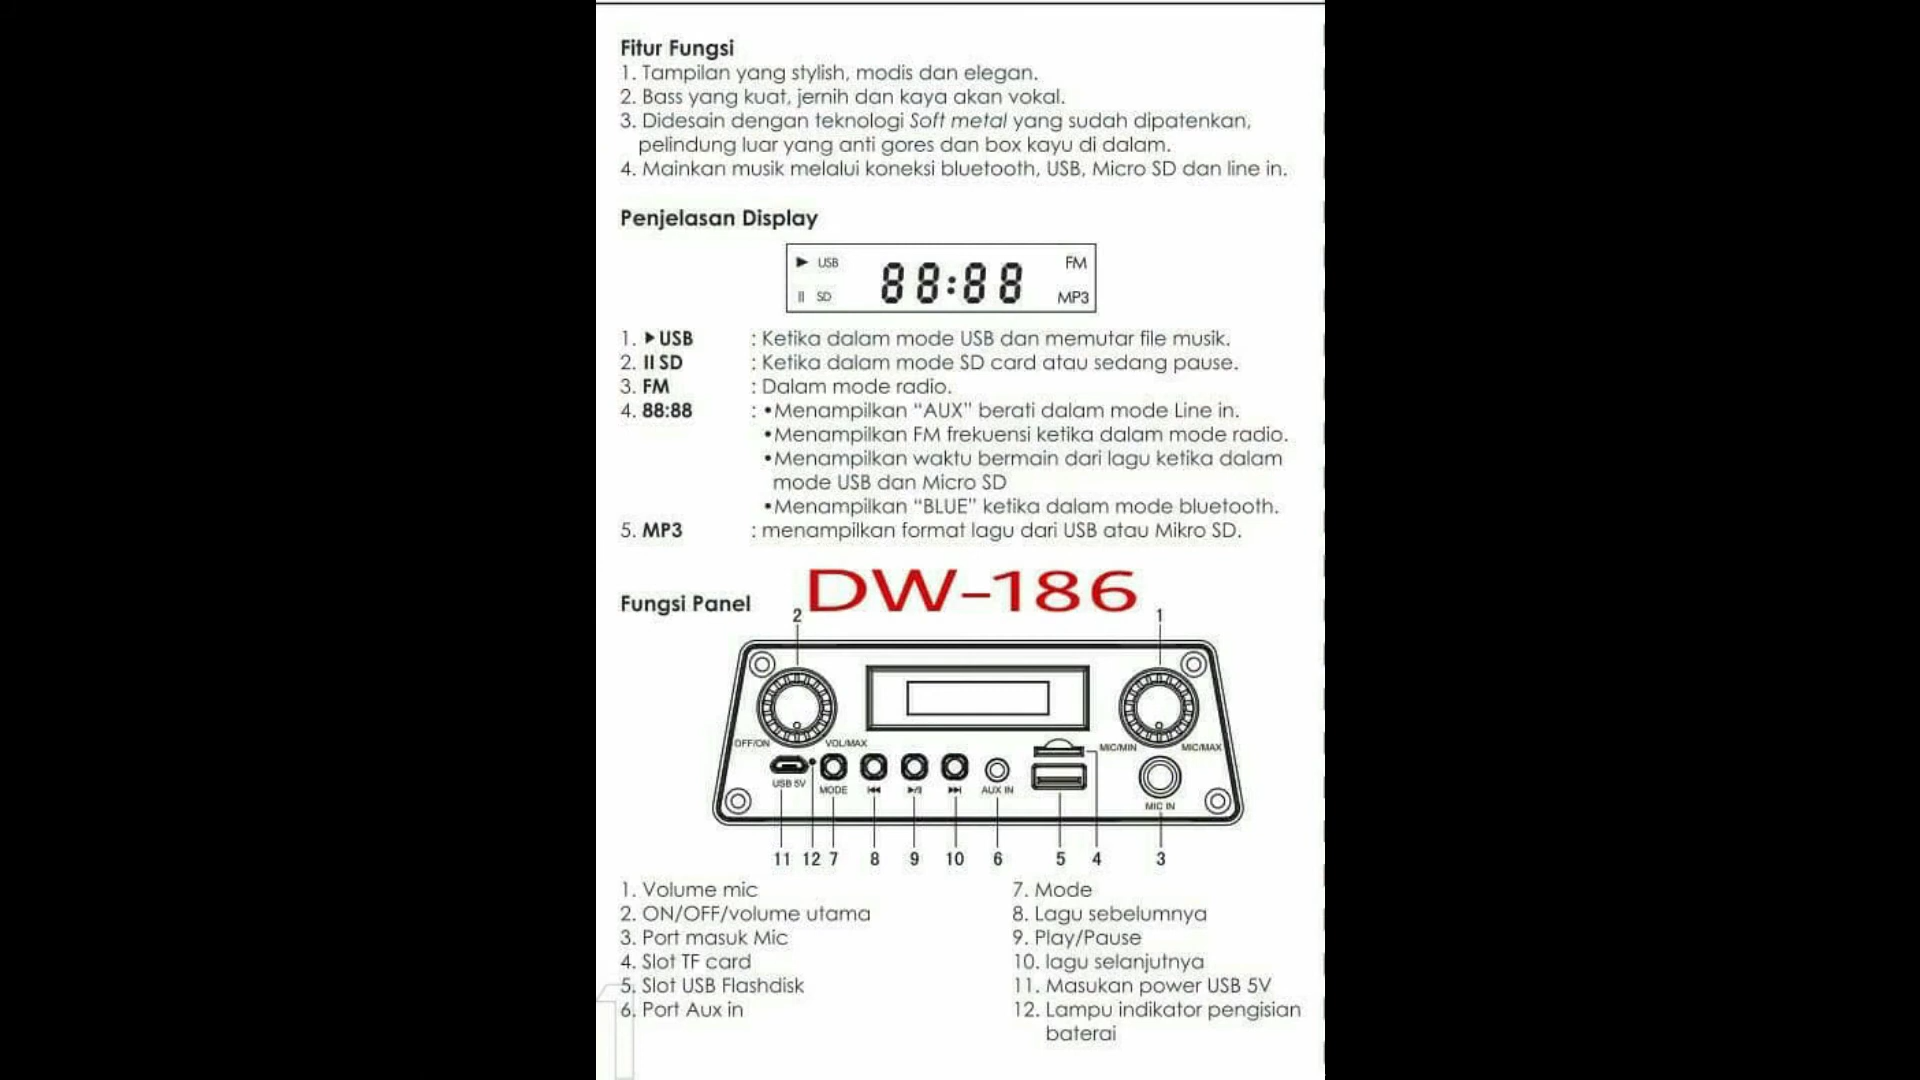 Fitur Fungsi
1. Tampilan yang stylish, modis dan elegan.
2. Bass yang kuat, jernih dan kaya akan vokal.
3. Didesain dengan teknologi Soft metal yang sudah dipatenkan,
pelindung luar yang anti gores dan box kayu di dalam.
4. Mainkan musik melalui koneksi bluetooth, USB, Micro SD dan line in.
Penjelasan Display
▶ USB 88:88 FM
II SD MP3
1. ▶USB : Ketika dalam mode USB dan memutar file musik.
2. II SD : Ketika dalam mode SD card atau sedang pause.
3. FM : Dalam mode radio.
4. 88:88 : •Menampilkan “AUX” berati dalam mode Line in.
•Menampilkan FM frekuensi ketika dalam mode radio.
•Menampilkan waktu bermain dari lagu ketika dalam
mode USB dan Micro SD
•Menampilkan “BLUE” ketika dalam mode bluetooth.
5. MP3 : menampilkan format lagu dari USB atau Mikro SD.
DW-186
Fungsi Panel
2 1
OFF/ON VOL/MAX MIC/MIN MIC/MAX
USB 5V MODE I◀◀ ▶/II ▶▶I AUX IN
MIC IN
11 12 7 8 9 10 6 5 4 3
1. Volume mic
2. ON/OFF/volume utama
3. Port masuk Mic
4. Slot TF card
5. Slot USB Flashdisk
6. Port Aux in
7. Mode
8. Lagu sebelumnya
9. Play/Pause
10. lagu selanjutnya
11. Masukan power USB 5V
12. Lampu indikator pengisian
baterai
1